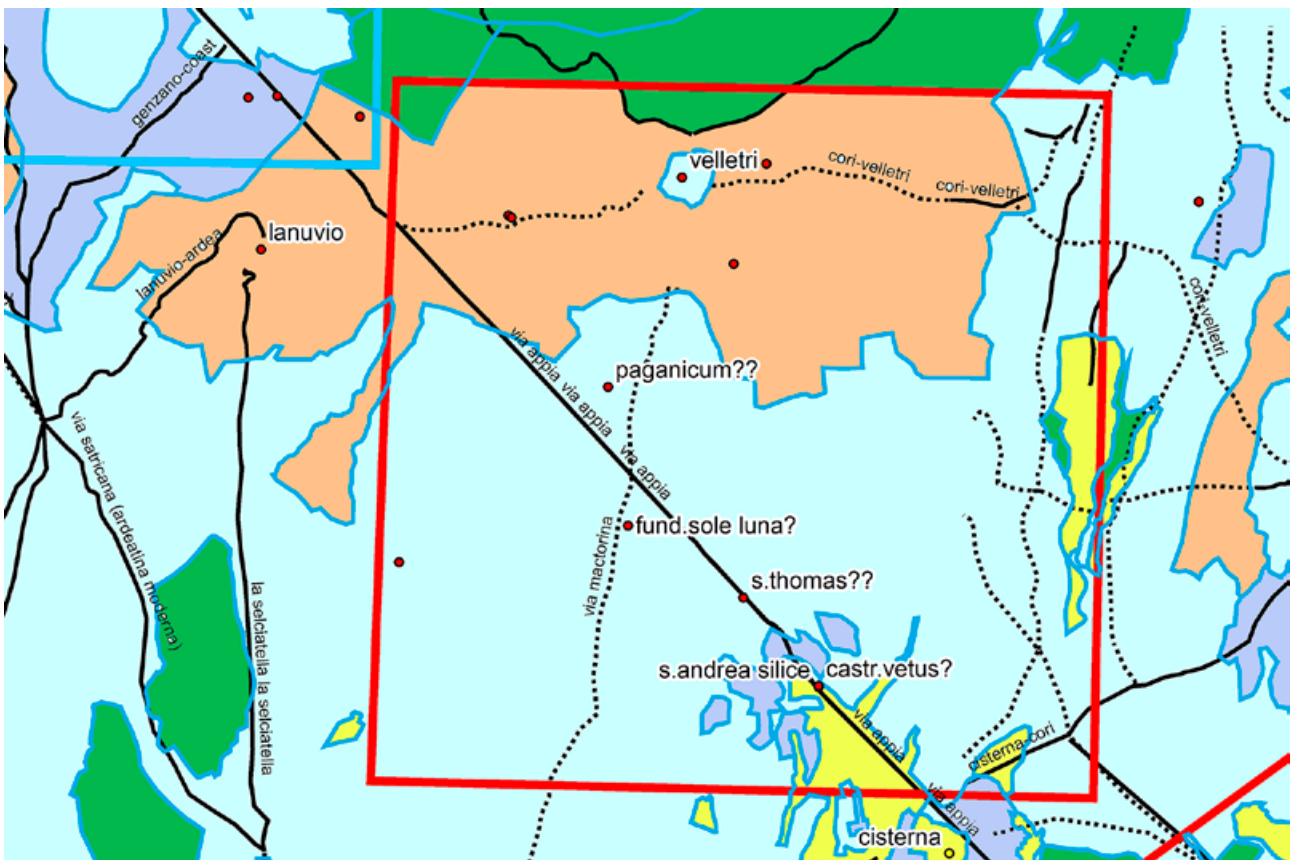 genzano-coast
velletri
cori-velletri
cori-velletri
lanuvio
lanuvio-ardea
cori-velletri
via appia via appia
paganicum??
via appia
via satricana (ardeatina moderna)
fund.sole luna?
via mactorina
s.thomas??
la selciatella la selciatella
s.andrea silice
castr.vetus?
via appia
cisterna-cori
via appia
cisterna